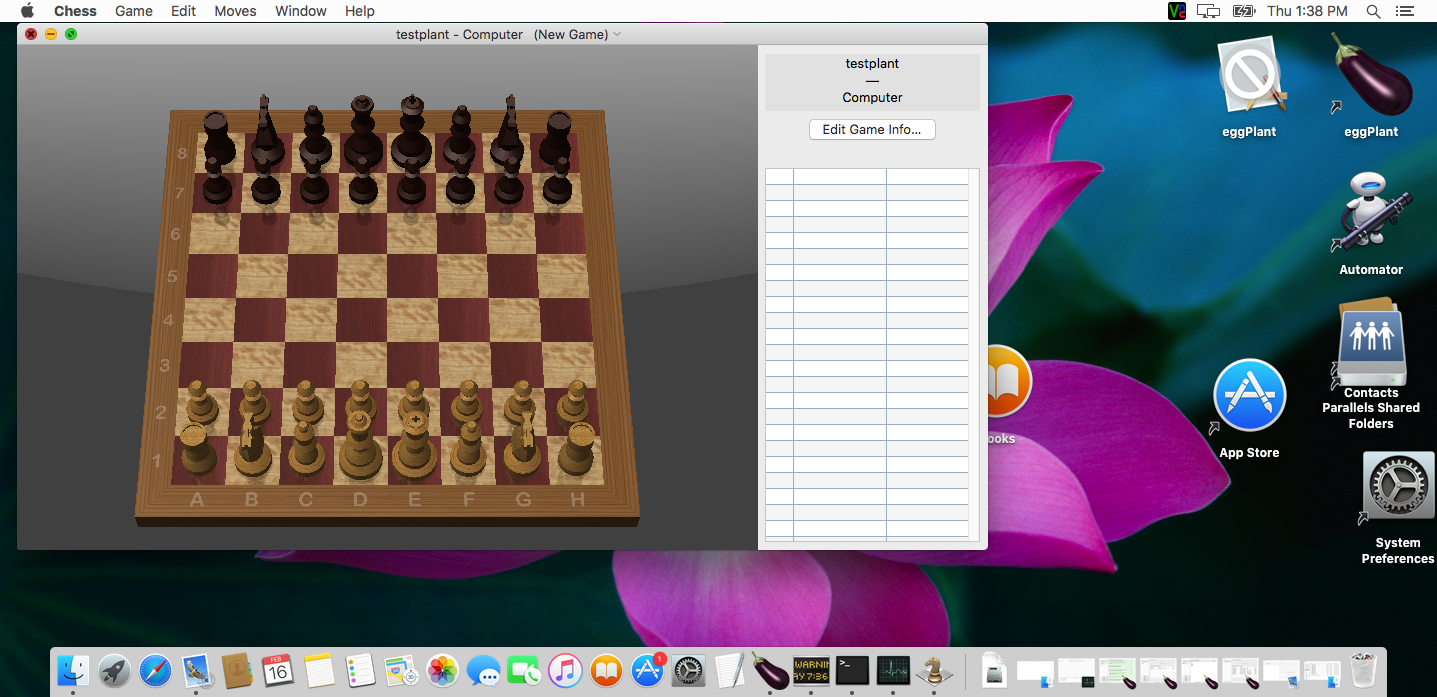 Chess Game Edit Moves Window Help
Thu 1:38 PM
testplant - Computer (New Game)
testplant
—
Computer
Edit Game Info...
8
7
6
5
4
3
2
1
A B C D E F G H
eggPlant
eggPlant
Automator
Contacts
Parallels Shared
Folders
ooks
App Store
System
Preferences
FEB
16
30
1
WARNIN
AY 7:36
>_